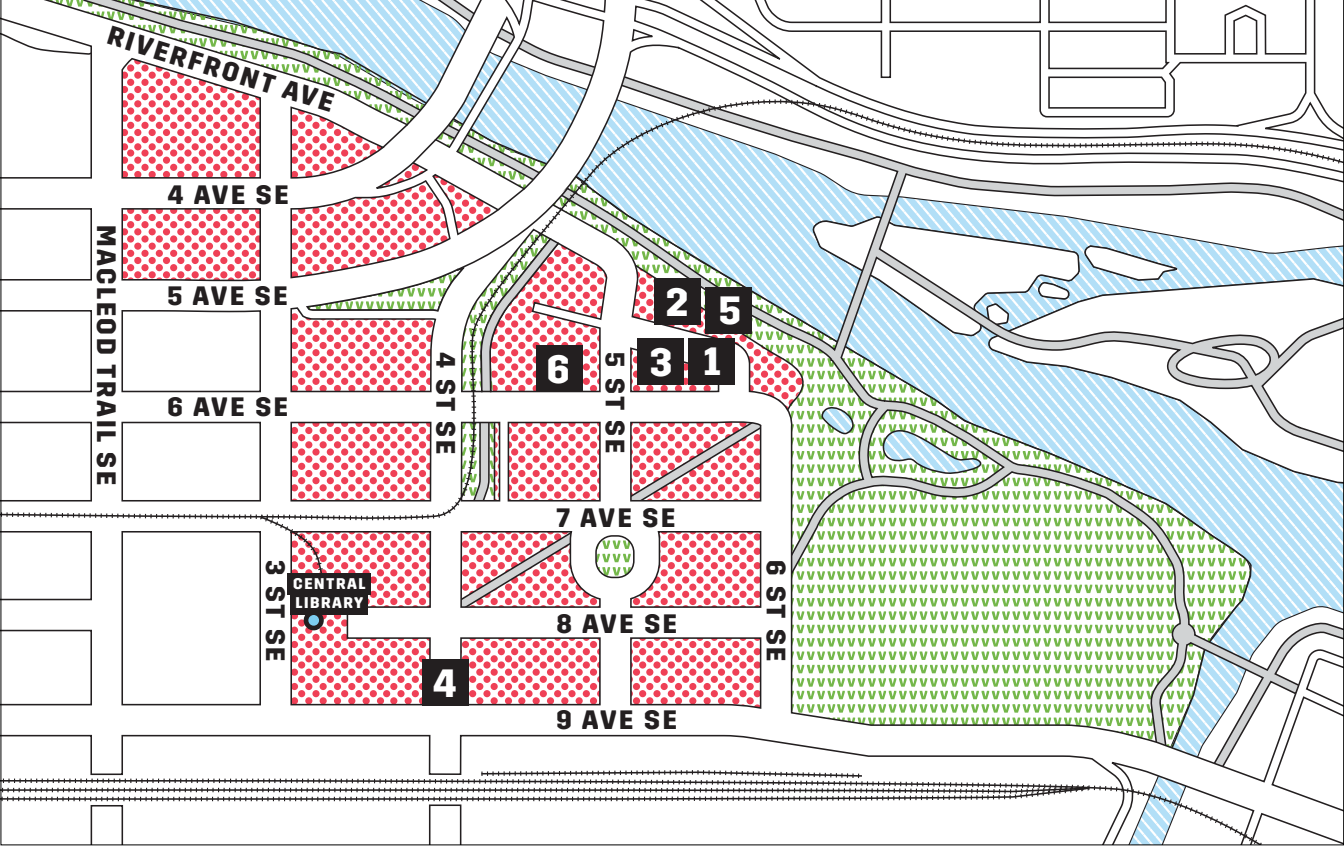 RIVERFRONT AVE
4 AVE SE
MACLEOD TRAIL SE
5 AVE SE
2
5
4 ST SE
6
5 ST SE
3
1
6 AVE SE
7 AVE SE
3 ST SE
CENTRAL
LIBRARY
6 ST SE
8 AVE SE
4
9 AVE SE